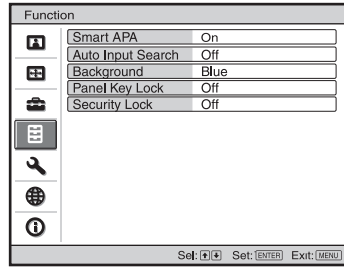 Function
Smart APA On
Auto Input Search Off
Background Blue
Panel Key Lock Off
Security Lock Off
Sel: Set: ENTER Exit: MENU